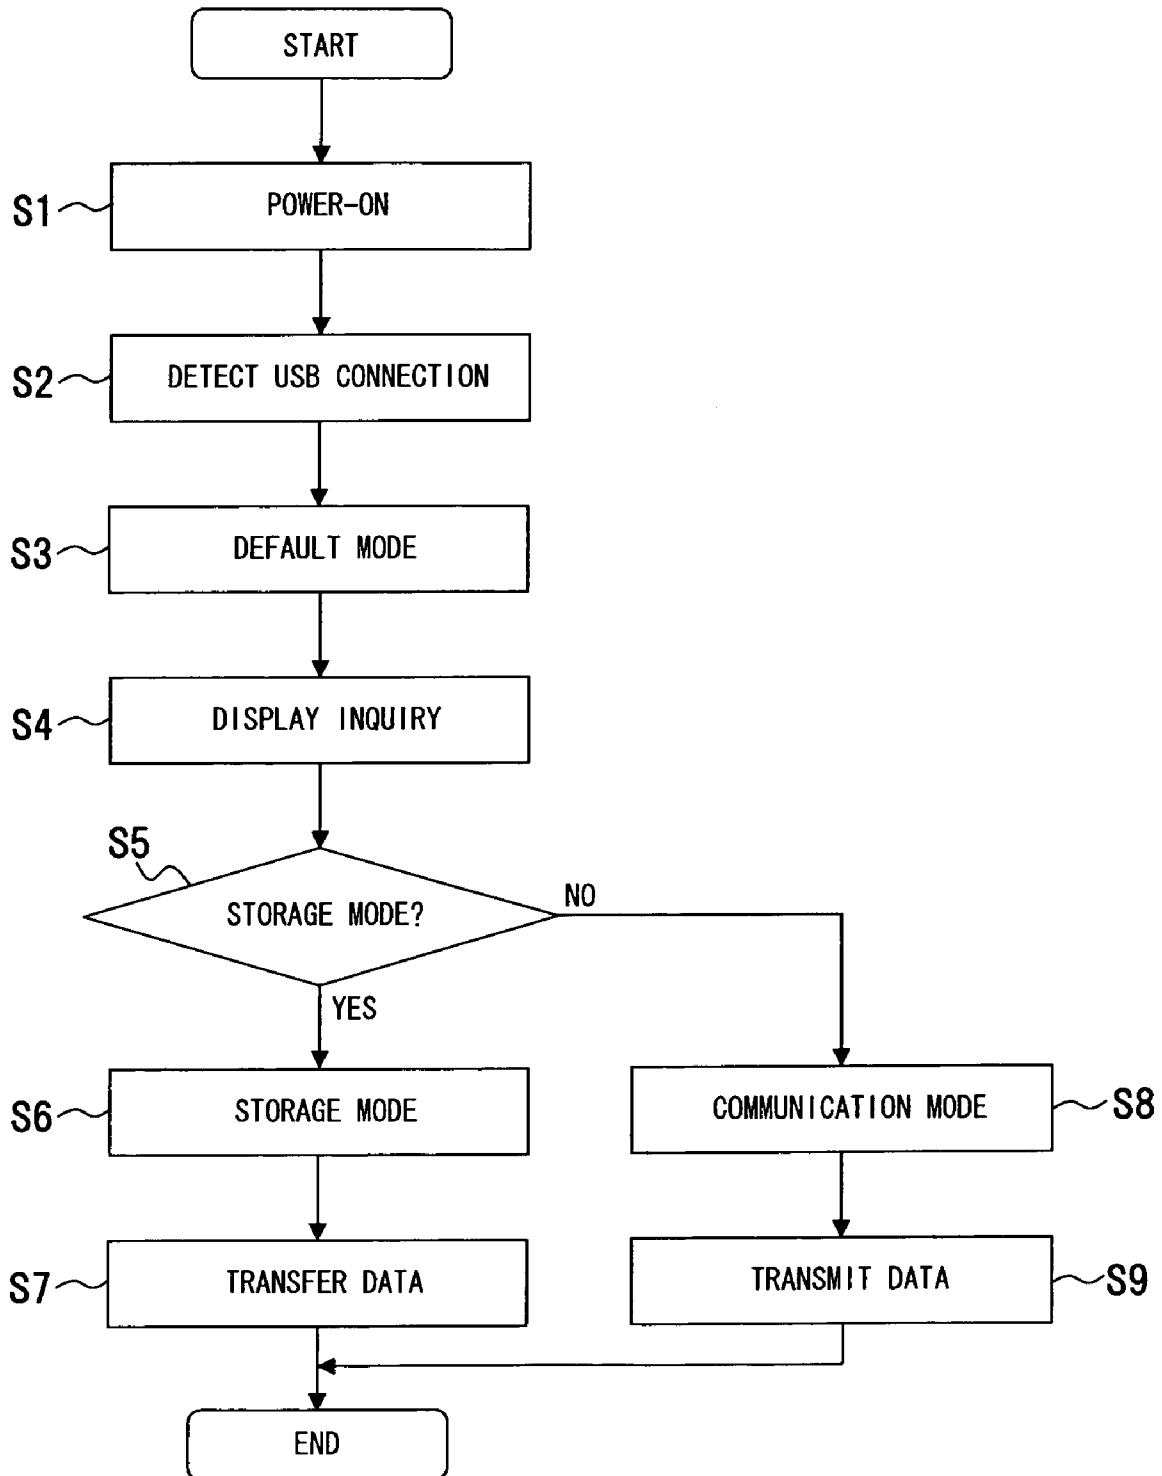 START
S1
POWER-ON
S2
DETECT USB CONNECTION
S3
DEFAULT MODE
S4
DISPLAY INQUIRY
S5
STORAGE MODE?
NO
YES
S6
STORAGE MODE
COMMUNICATION MODE
S8
S7
TRANSFER DATA
TRANSMIT DATA
S9
END